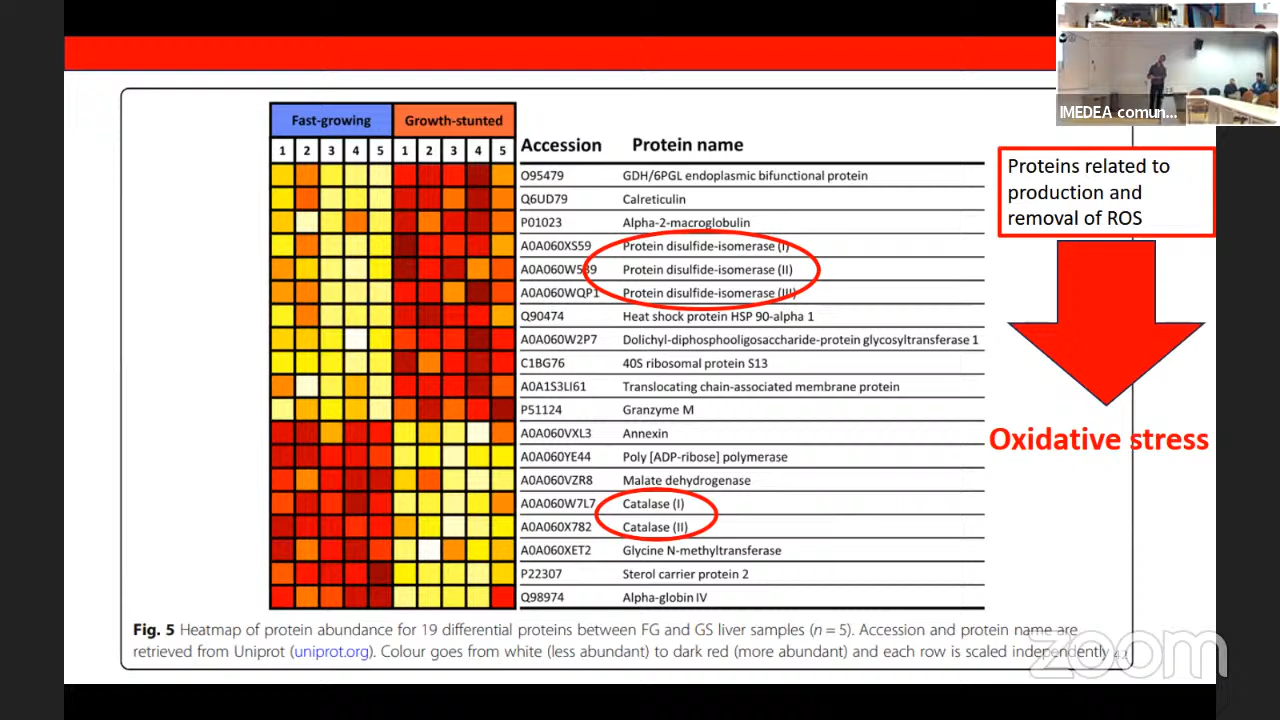 IMEDEA comun...
Fast-growing Growth-stunted
1 2 3 4 5 1 2 3 4 5 Accession Protein name
O95479 GDH/6PGL endoplasmic bifunctional protein
Q6UD79 Calreticulin
P01023 Alpha-2-macroglobulin
A0A060XS59 Protein disulfide-isomerase (I)
A0A060W539 Protein disulfide-isomerase (II)
A0A060WQP1 Protein disulfide-isomerase (III)
Q90474 Heat shock protein HSP 90-alpha 1
A0A060W2P7 Dolichyl-diphosphooligosaccharide-protein glycosyltransferase 1
C1BG76 40S ribosomal protein S13
A0A1S3LI61 Translocating chain-associated membrane protein
P51124 Granzyme M
A0A060VXL3 Annexin
A0A060YE44 Poly [ADP-ribose] polymerase
A0A060VZR8 Malate dehydrogenase
A0A060W7L7 Catalase (I)
A0A060X782 Catalase (II)
A0A060XET2 Glycine N-methyltransferase
P22307 Sterol carrier protein 2
Q98974 Alpha-globin IV
Proteins related to
production and
removal of ROS
Oxidative stress
Fig. 5 Heatmap of protein abundance for 19 differential proteins between FG and GS liver samples (n = 5). Accession and protein name are
retrieved from Uniprot (uniprot.org). Colour goes from white (less abundant) to dark red (more abundant) and each row is scaled independently
zoom